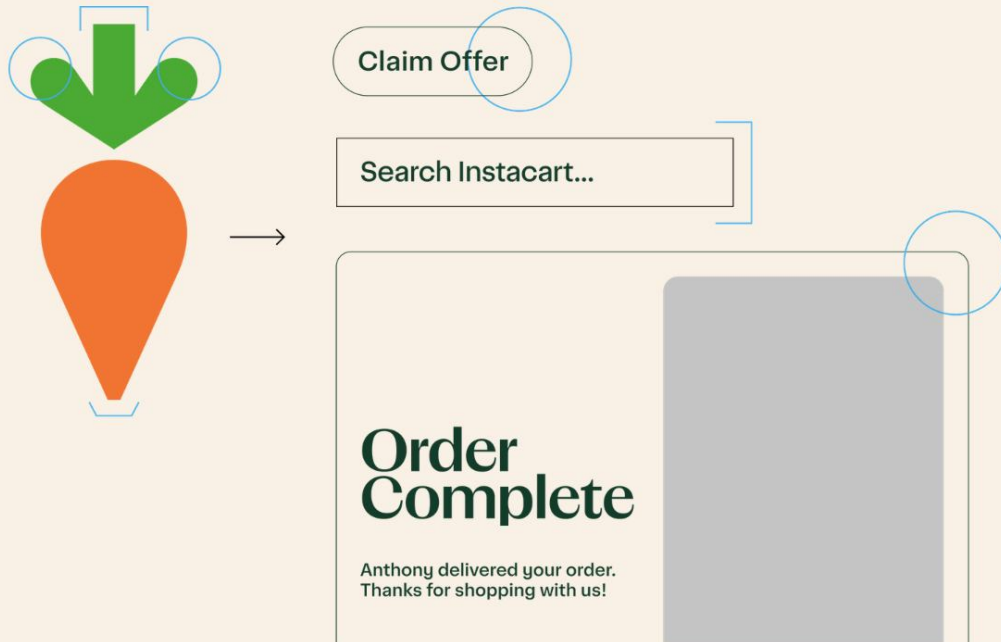 Claim Offer
Search Instacart...
Order
Complete
Anthony delivered your order.
Thanks for shopping with us!